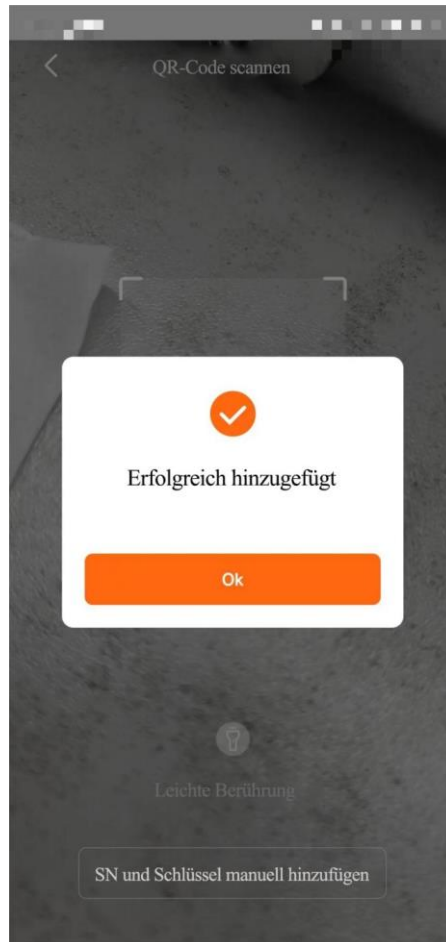 QR-Code scannen
Erfolgreich hinzugefügt
Ok
Leichte Berührung
SN und Schlüssel manuell hinzufügen